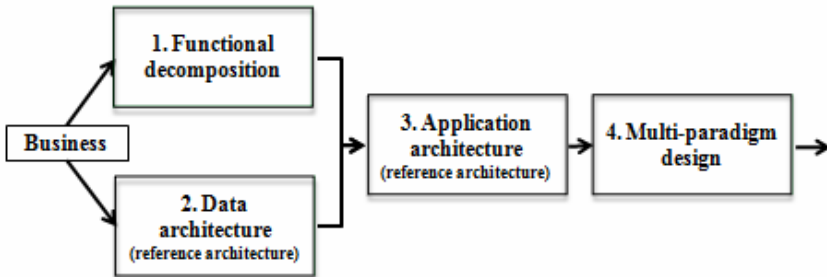 1. Functional
decomposition
Business
2. Data
architecture
(reference architecture)
3. Application
architecture
(reference architecture)
4. Multi-paradigm
design